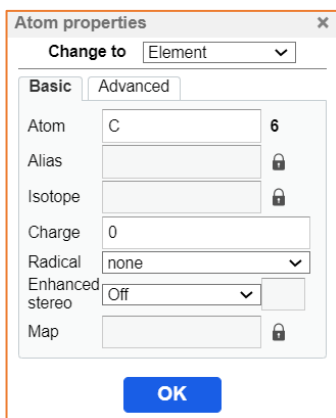 Atom properties ×
Change to Element
Basic Advanced
Atom C 6
Alias
Isotope
Charge 0
Radical none
Enhanced
stereo Off
Map
OK